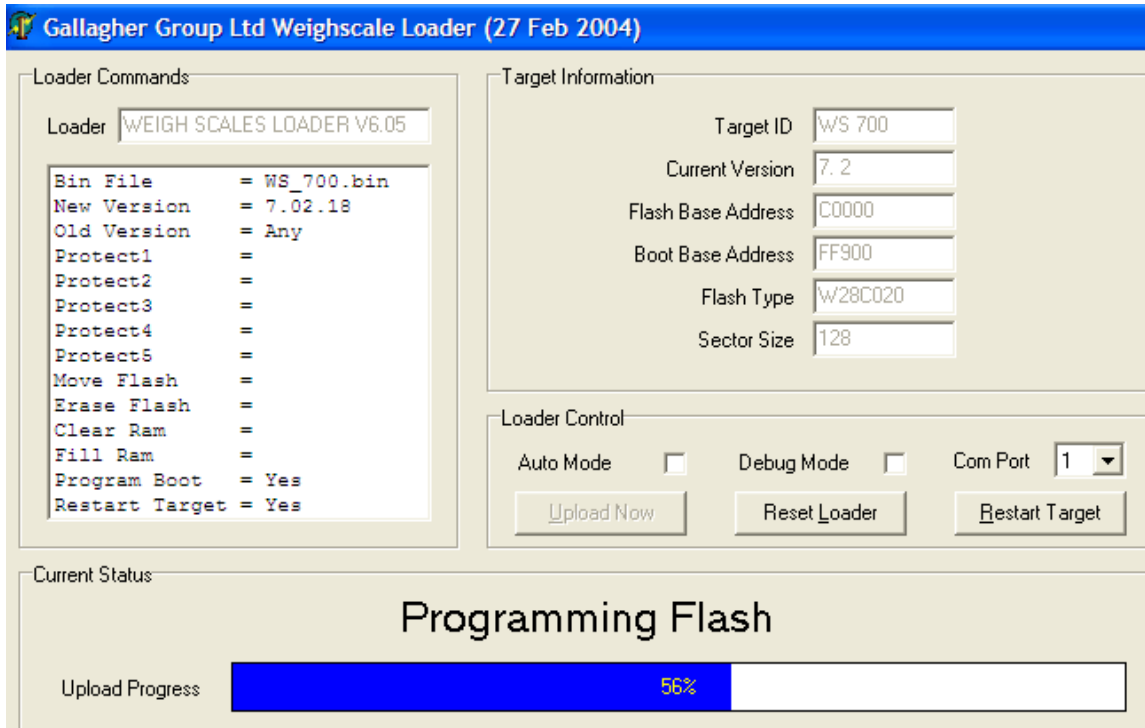 Gallagher Group Ltd Weighscale Loader (27 Feb 2004)
Loader Commands
Loader WEIGH SCALES LOADER V6.05
Bin File = WS_700.bin
New Version = 7.02.18
Old Version = Any
Protect1 =
Protect2 =
Protect3 =
Protect4 =
Protect5 =
Move Flash =
Erase Flash =
Clear Ram =
Fill Ram =
Program Boot = Yes
Restart Target = Yes
Target Information
Target ID WS 700
Current Version 7. 2
Flash Base Address C0000
Boot Base Address FF900
Flash Type W28C020
Sector Size 128
Loader Control
Auto Mode Debug Mode Com Port 1
Upload Now Reset Loader Restart Target
Current Status
Programming Flash
Upload Progress 56%